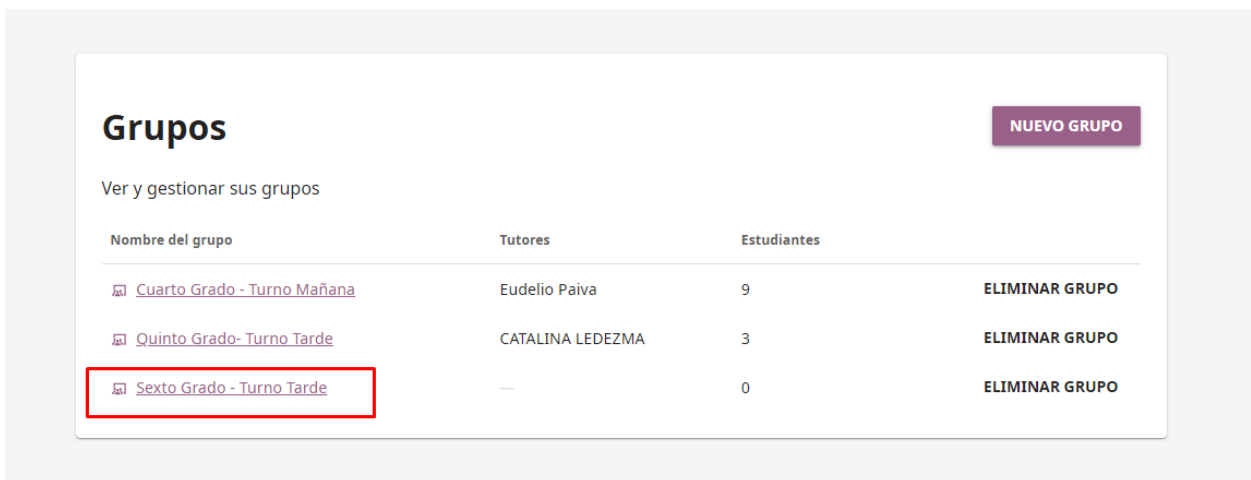 Grupos
NUEVO GRUPO
Ver y gestionar sus grupos
Nombre del grupo Tutores Estudiantes
Cuarto Grado - Turno Mañana Eudelio Paiva 9 ELIMINAR GRUPO
Quinto Grado- Turno Tarde CATALINA LEDEZMA 3 ELIMINAR GRUPO
Sexto Grado - Turno Tarde — 0 ELIMINAR GRUPO